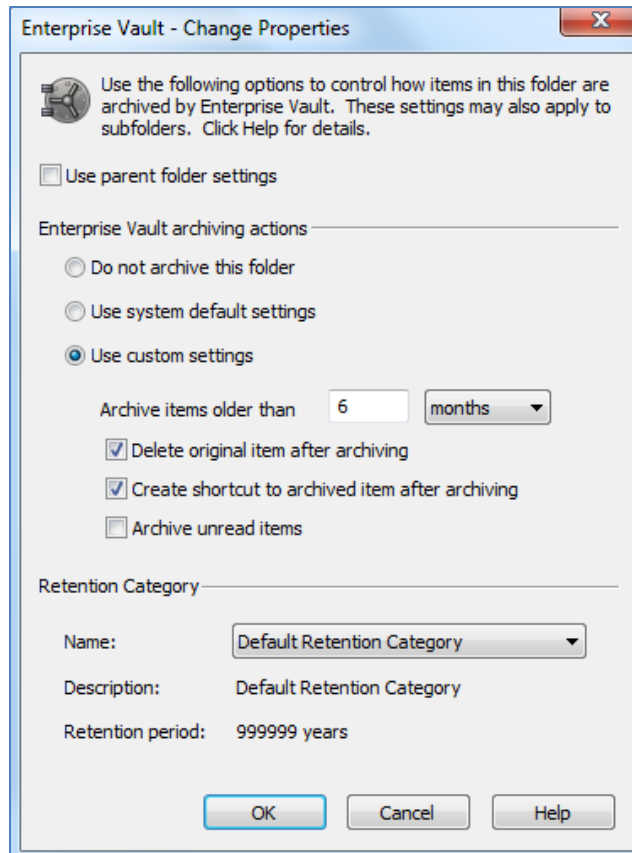 Enterprise Vault - Change Properties
Use the following options to control how items in this folder are
archived by Enterprise Vault. These settings may also apply to
subfolders. Click Help for details.
Use parent folder settings
Enterprise Vault archiving actions
Do not archive this folder
Use system default settings
Use custom settings
Archive items older than 6 months
Delete original item after archiving
Create shortcut to archived item after archiving
Archive unread items
Retention Category
Name: Default Retention Category
Description: Default Retention Category
Retention period: 999999 years
OK Cancel Help